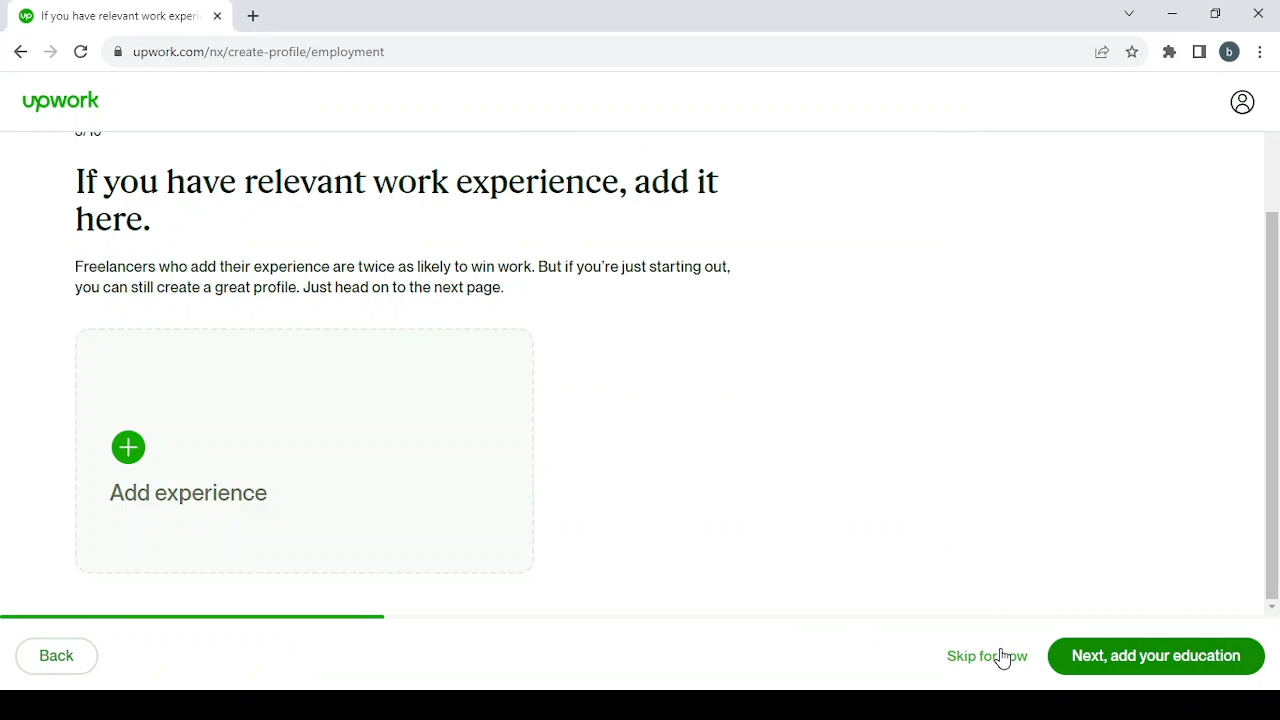 If you have relevant work experi
upwork.com/nx/create-profile/employment
b
upwork
If you have relevant work experience, add it
here.
Freelancers who add their experience are twice as likely to win work. But if you're just starting out,
you can still create a great profile. Just head on to the next page.
Add experience
Back
Skip for now
Next, add your education